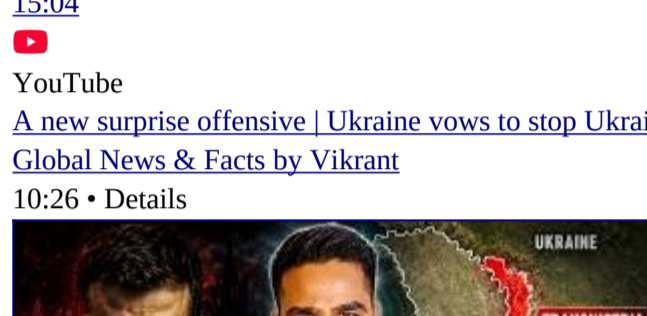 15:04
YouTube
A new surprise offensive | Ukraine vows to stop
Global News & Facts by Vikrant
10:26 • Details
UKRAINE